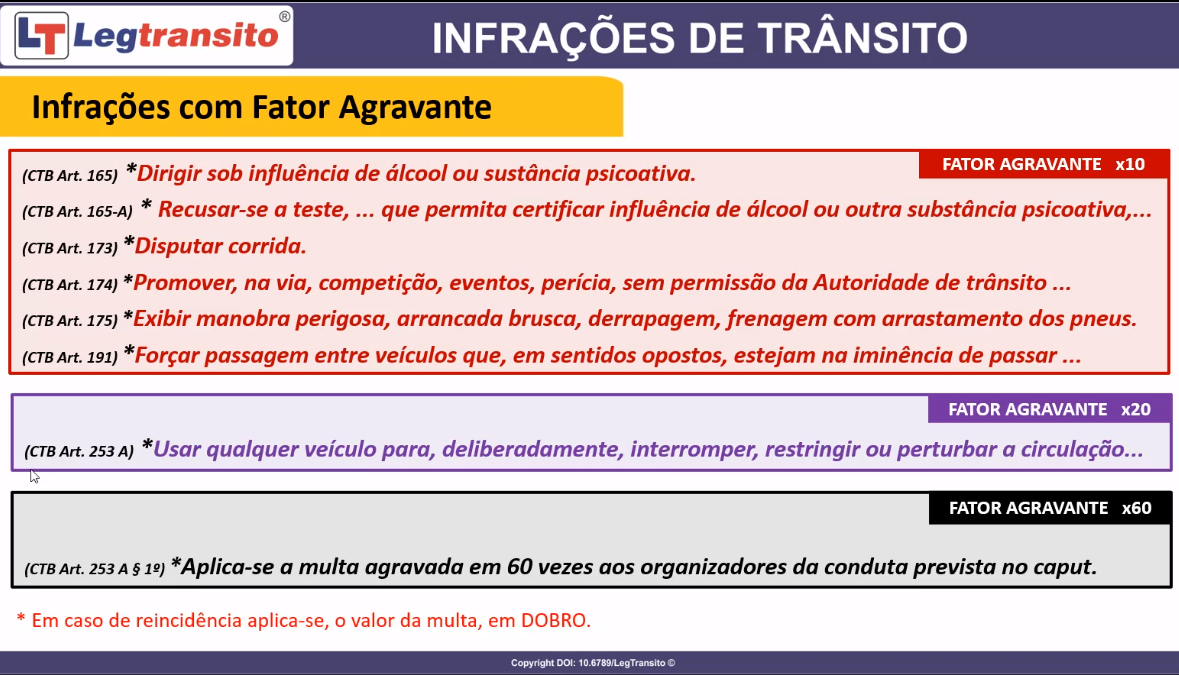 LT Legtransito ®
INFRAÇÕES DE TRÂNSITO
Infrações com Fator Agravante
FATOR AGRAVANTE x10
(CTB Art. 165) *Dirigir sob influência de álcool ou sustância psicoativa.
(CTB Art. 165-A) * Recusar-se a teste, ... que permita certificar influência de álcool ou outra substância psicoativa,...
(CTB Art. 173) *Disputar corrida.
(CTB Art. 174) *Promover, na via, competição, eventos, perícia, sem permissão da Autoridade de trânsito ...
(CTB Art. 175) *Exibir manobra perigosa, arrancada brusca, derrapagem, frenagem com arrastamento dos pneus.
(CTB Art. 191) *Forçar passagem entre veículos que, em sentidos opostos, estejam na iminência de passar ...
FATOR AGRAVANTE x20
(CTB Art. 253 A) *Usar qualquer veículo para, deliberadamente, interromper, restringir ou perturbar a circulação...
FATOR AGRAVANTE x60
(CTB Art. 253 A § 1º) *Aplica-se a multa agravada em 60 vezes aos organizadores da conduta prevista no caput.
* Em caso de reincidência aplica-se, o valor da multa, em DOBRO.
Copyright DOI: 10.6789/LegTransito ©